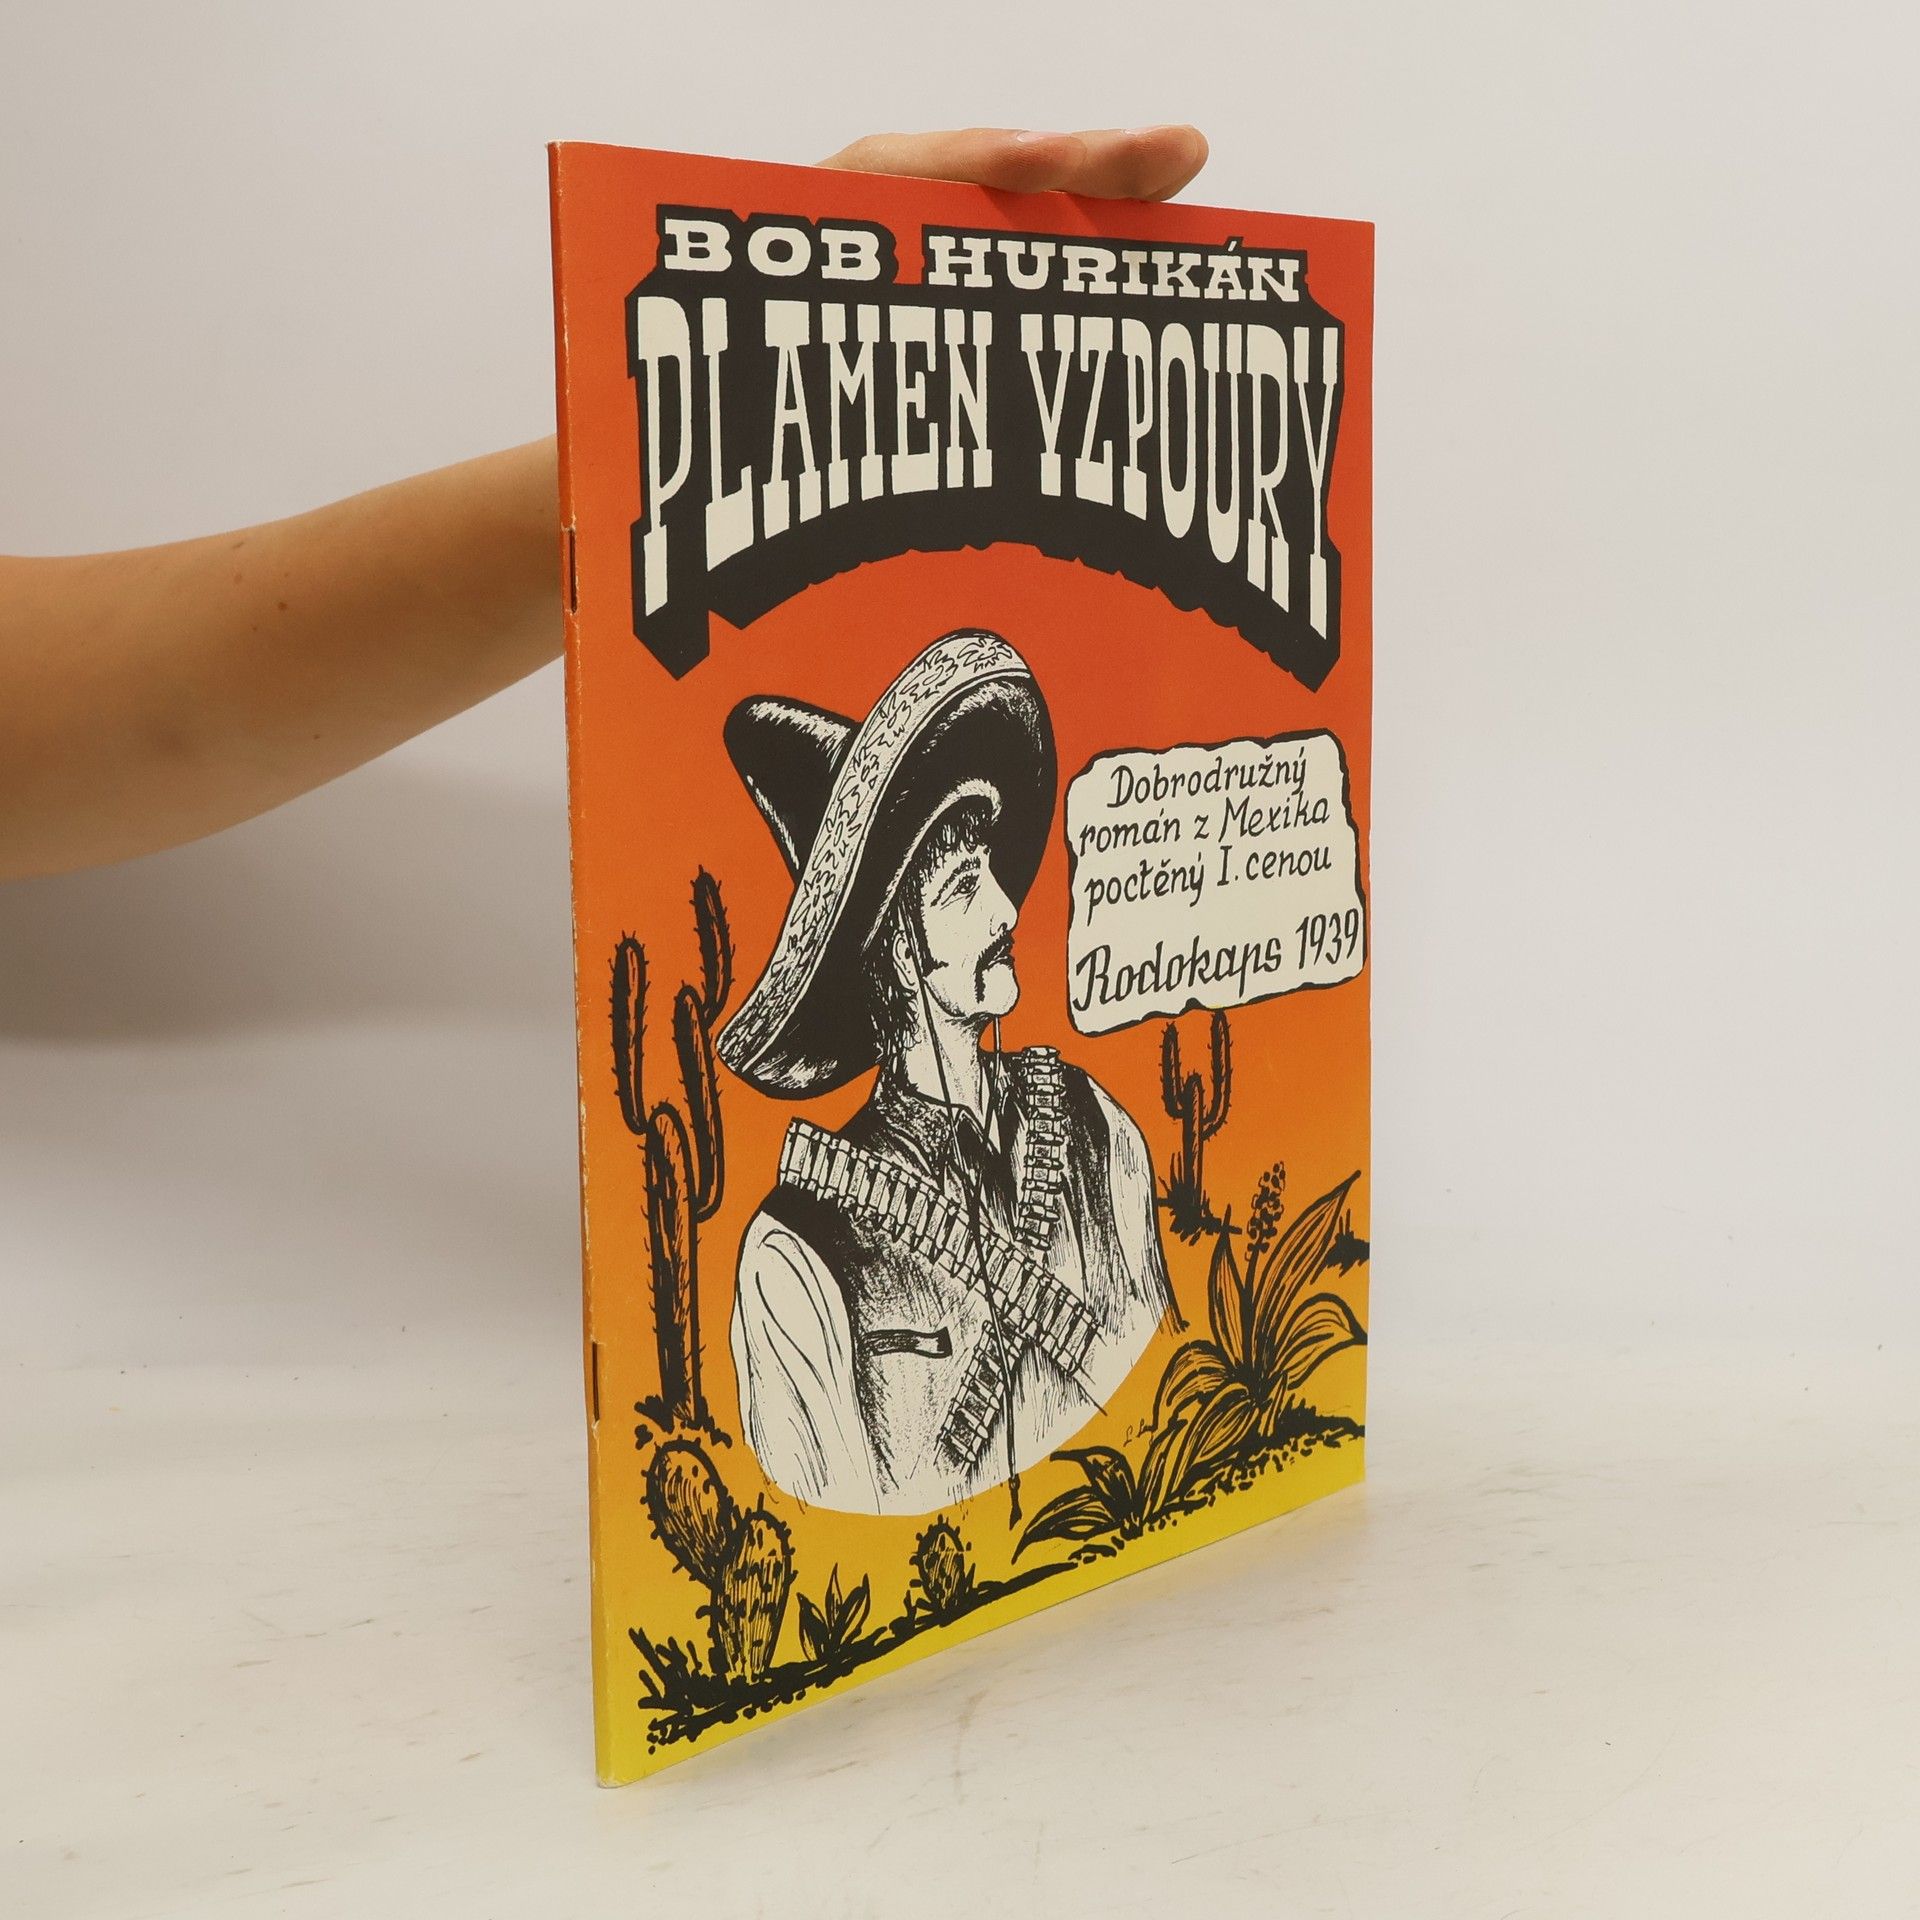 BOB HURIKÁN
PLAMEN VZPOURY
Dobrodružný
román z Mexika
poctěný I. cenou
Rodokaps 1939